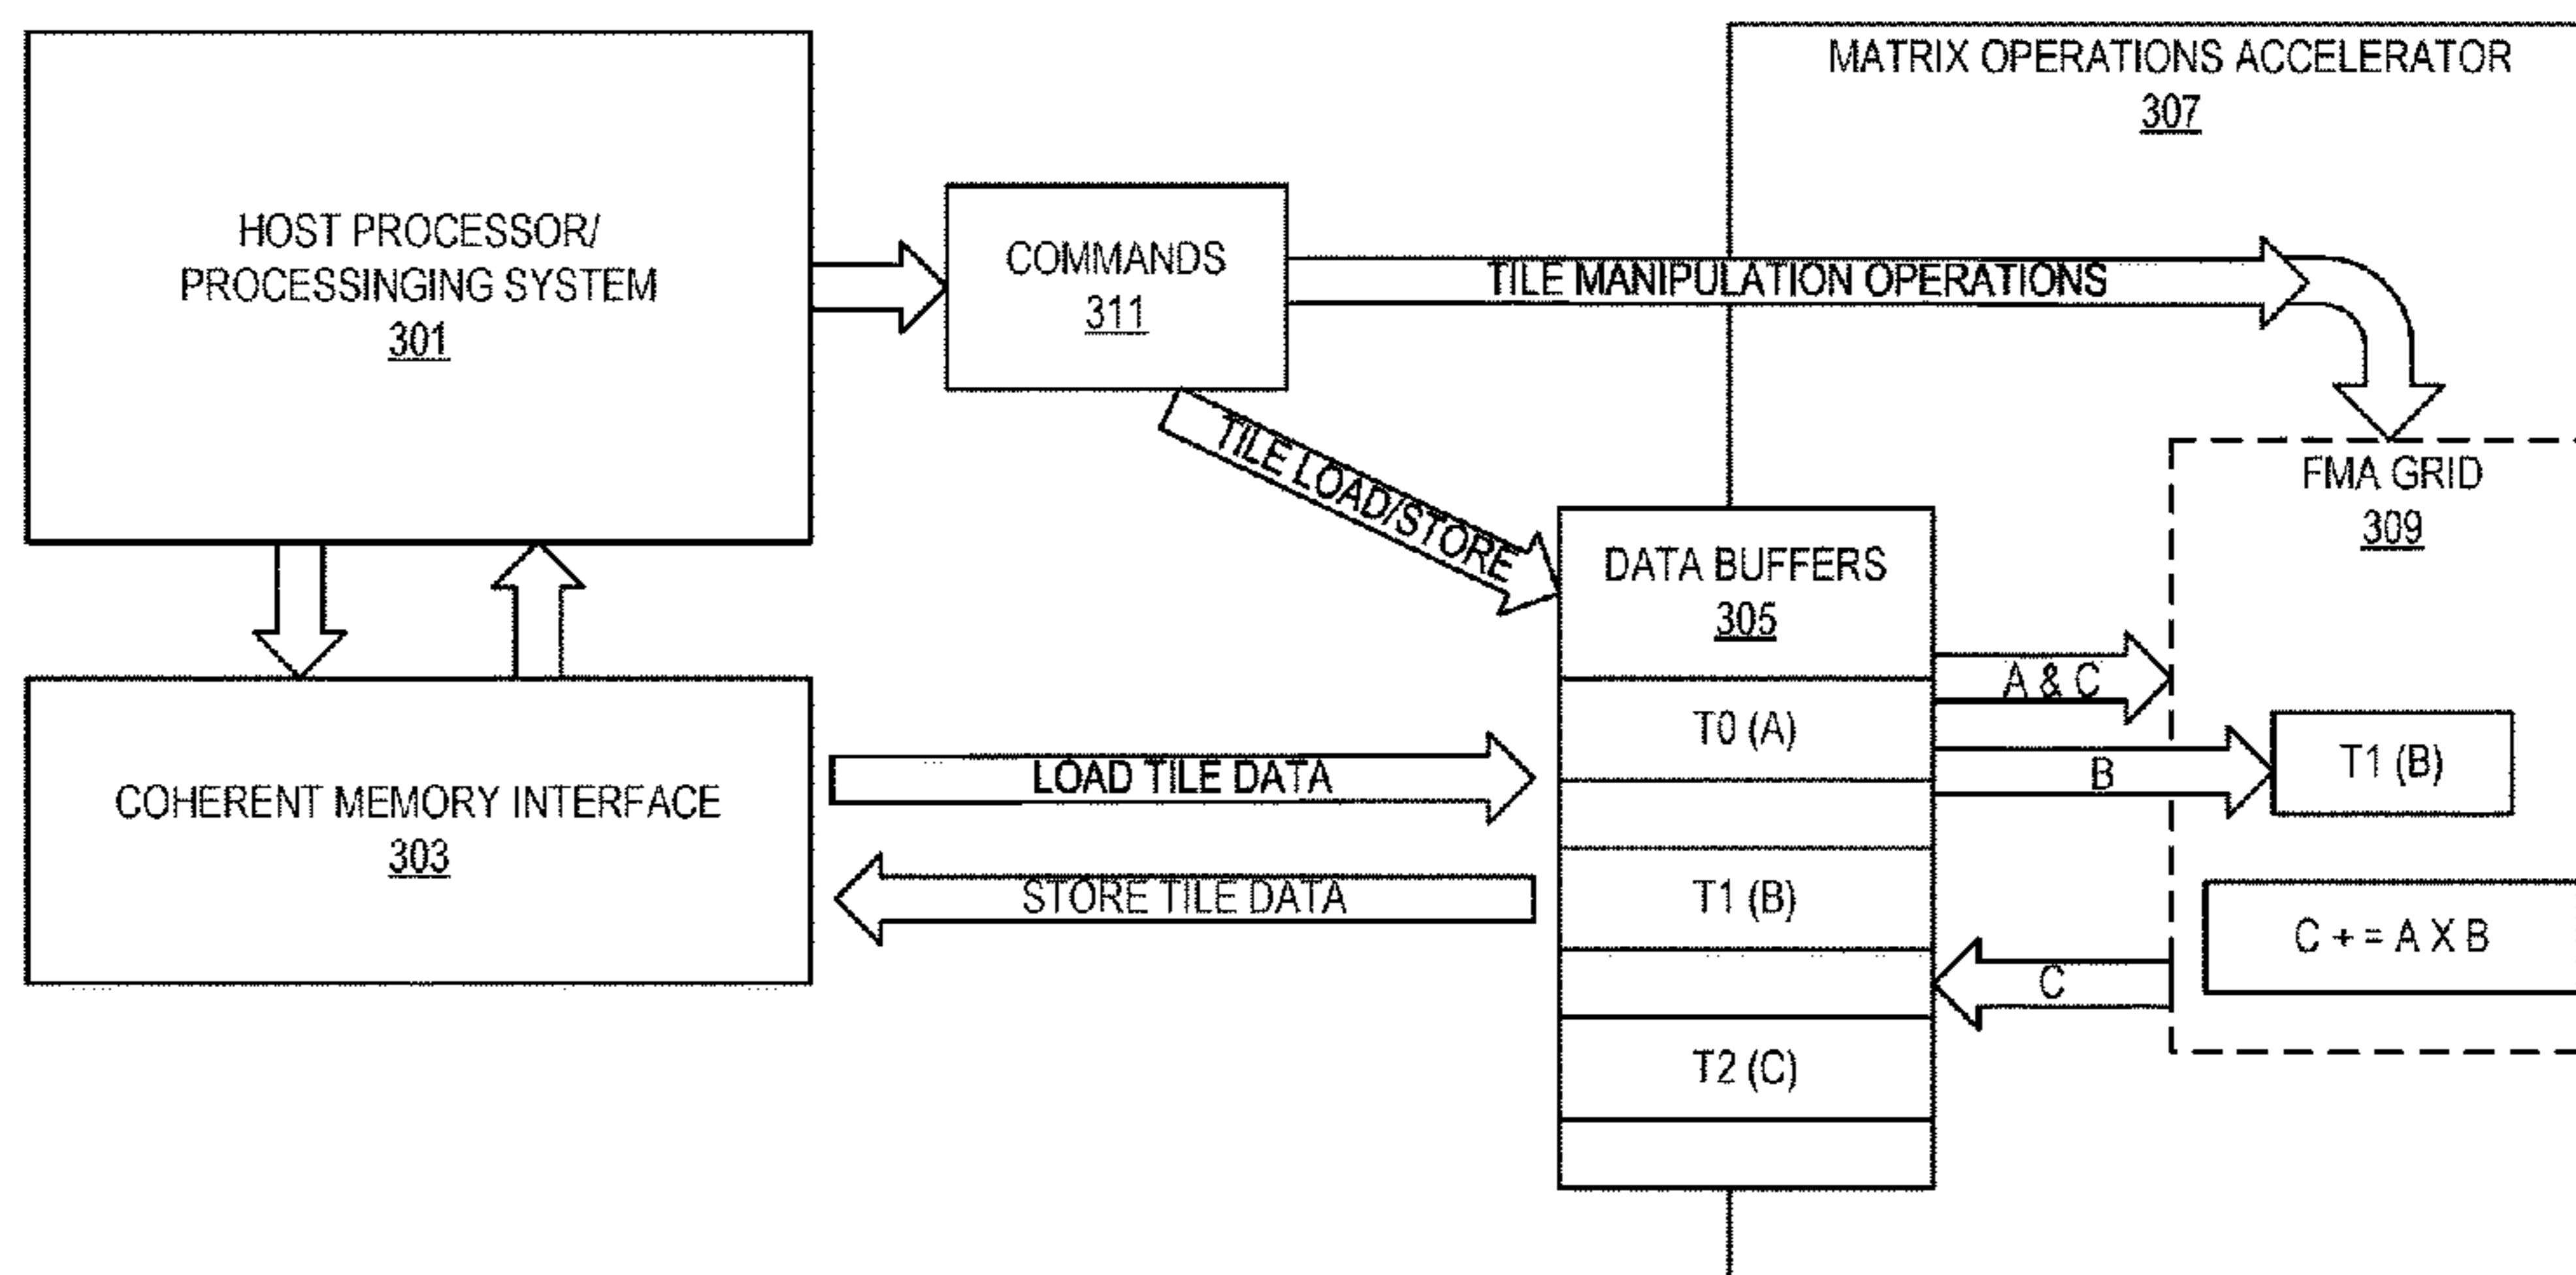 MATRIX OPERATIONS ACCELERATOR
307
HOST PROCESSOR/
PROCESSINGING SYSTEM
301
COMMANDS
311
TILE MANIPULATION OPERATIONS
TILE LOAD/STORE
FMA GRID
309
DATA BUFFERS
305
A & C
T0 (A)
B
T1 (B)
LOAD TILE DATA
COHERENT MEMORY INTERFACE
303
STORE TILE DATA
T1 (B)
C + = A X B
C
T2 (C)